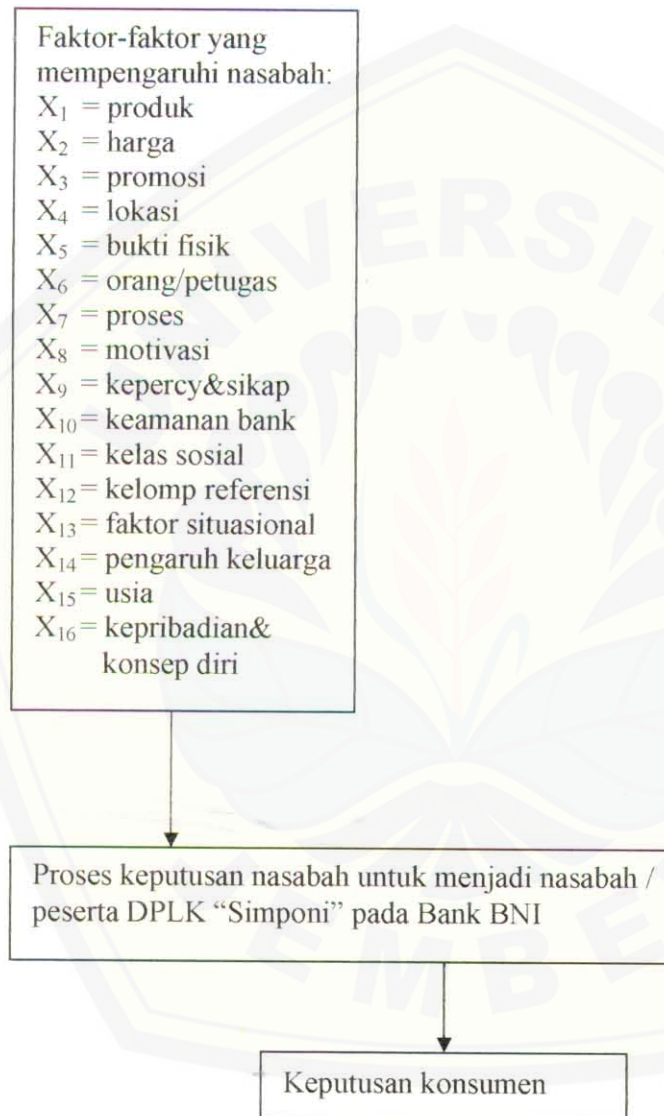 Faktor-faktor yang
mempengaruhi nasabah:
X₁ = produk
X₂ = harga
X₃ = promosi
X₄ = lokasi
X₅ = bukti fisik
X₆ = orang/petugas
X₇ = proses
X₈ = motivasi
X₉ = kepercy&sikap
X₁₀= keamanan bank
X₁₁= kelas sosial
X₁₂= kelomp referensi
X₁₃= faktor situasional
X₁₄= pengaruh keluarga
X₁₅= usia
X₁₆= kepribadian&
konsep diri
Proses keputusan nasabah untuk menjadi nasabah /
peserta DPLK “Simponi” pada Bank BNI
Keputusan konsumen